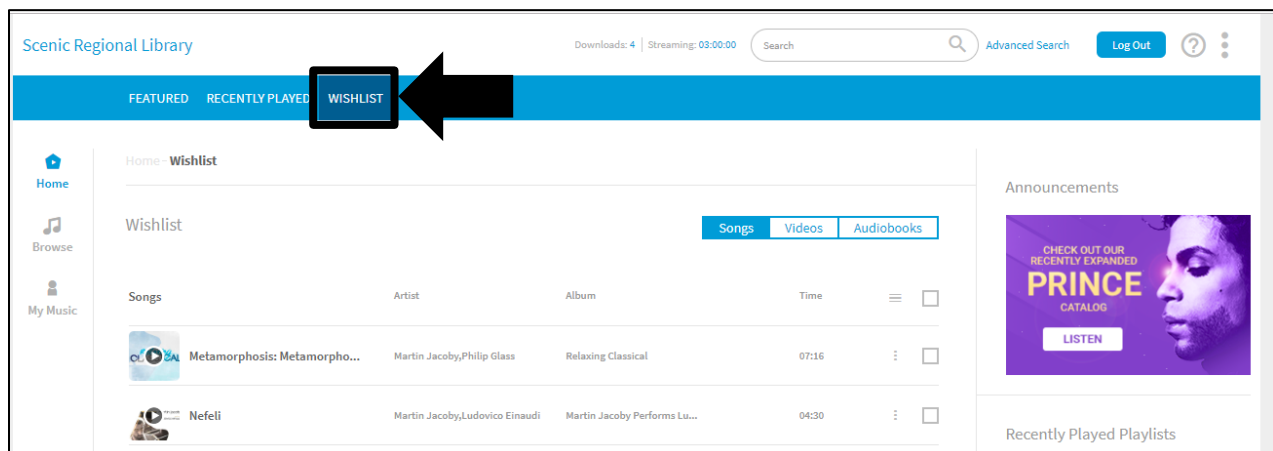 Scenic Regional Library
Downloads: 4 | Streaming: 03:00:00
Search
Advanced Search
Log Out
?
FEATURED RECENTLY PLAYED WISHLIST
Home
Browse
My Music
Home - Wishlist
Wishlist
Songs Videos Audiobooks
Songs Artist Album Time
Metamorphosis: Metamorpho... Martin Jacoby,Philip Glass Relaxing Classical 07:16
Nefeli Martin Jacoby,Ludovico Einaudi Martin Jacoby Performs Lu... 04:30
Announcements
CHECK OUT OUR
RECENTLY EXPANDED
PRINCE
CATALOG
LISTEN
Recently Played Playlists